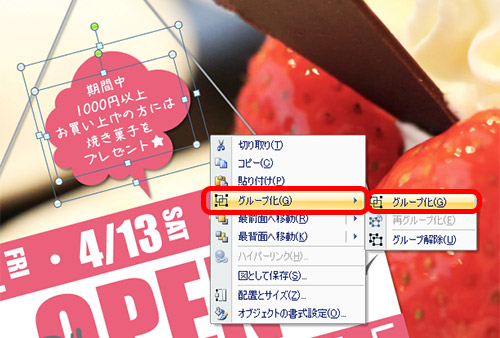 期間中
1000円以上
お買い上げの方には
焼き菓子を
プレゼント★
FRI
4/13
SAT
OPEN
切り取り(T)
コピー(C)
貼り付け(P)
グループ化(G)
最前面へ移動(R)
最背面へ移動(K)
ハイパーリンク(H)...
図として保存(S)...
配置とサイズ(Z)...
オブジェクトの書式設定(O)...
グループ化(G)
再グループ化(E)
グループ解除(U)